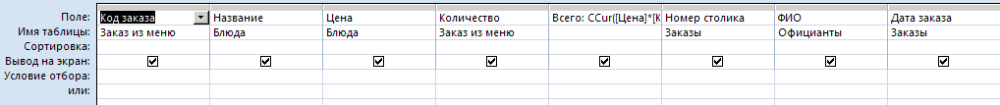 Поле: Код заказа Название Цена Количество Всего: CCur([Цена]*[К Номер столика ФИО Дата заказа
Имя таблицы: Заказ из меню Блюда Блюда Заказ из меню Заказы Официанты Заказы
Сортировка:
Вывод на экран:
Условие отбора:
или: